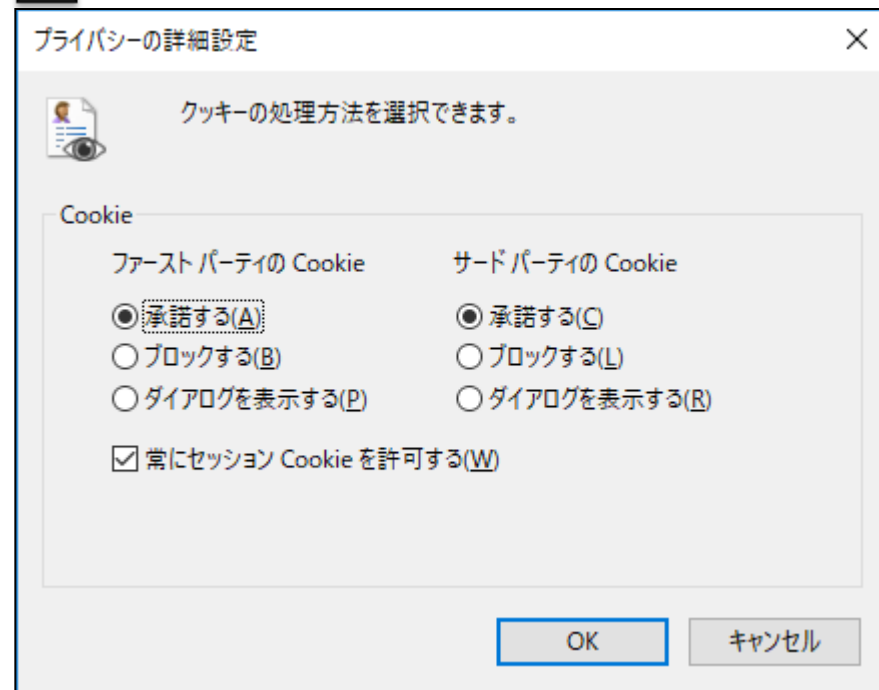 プライバシーの詳細設定
クッキーの処理方法を選択できます。
Cookie
ファースト パーティの Cookie
サード パーティの Cookie
承諾する(A)
承諾する(C)
ブロックする(B)
ブロックする(L)
ダイアログを表示する(P)
ダイアログを表示する(R)
常にセッション Cookie を許可する(W)
OK
キャンセル